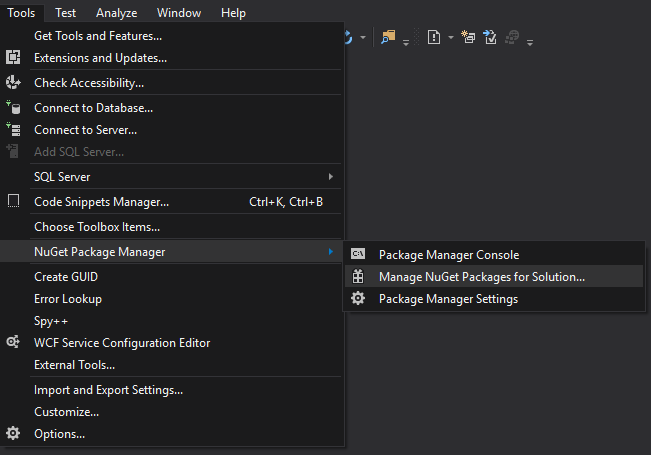 Tools Test Analyze Window Help
Get Tools and Features...
Extensions and Updates...
Check Accessibility...
Connect to Database...
Connect to Server...
Add SQL Server...
SQL Server
Code Snippets Manager... Ctrl+K, Ctrl+B
Choose Toolbox Items...
NuGet Package Manager
C:\ Package Manager Console
Manage NuGet Packages for Solution...
Package Manager Settings
Create GUID
Error Lookup
Spy++
WCF Service Configuration Editor
External Tools...
Import and Export Settings...
Customize...
Options...